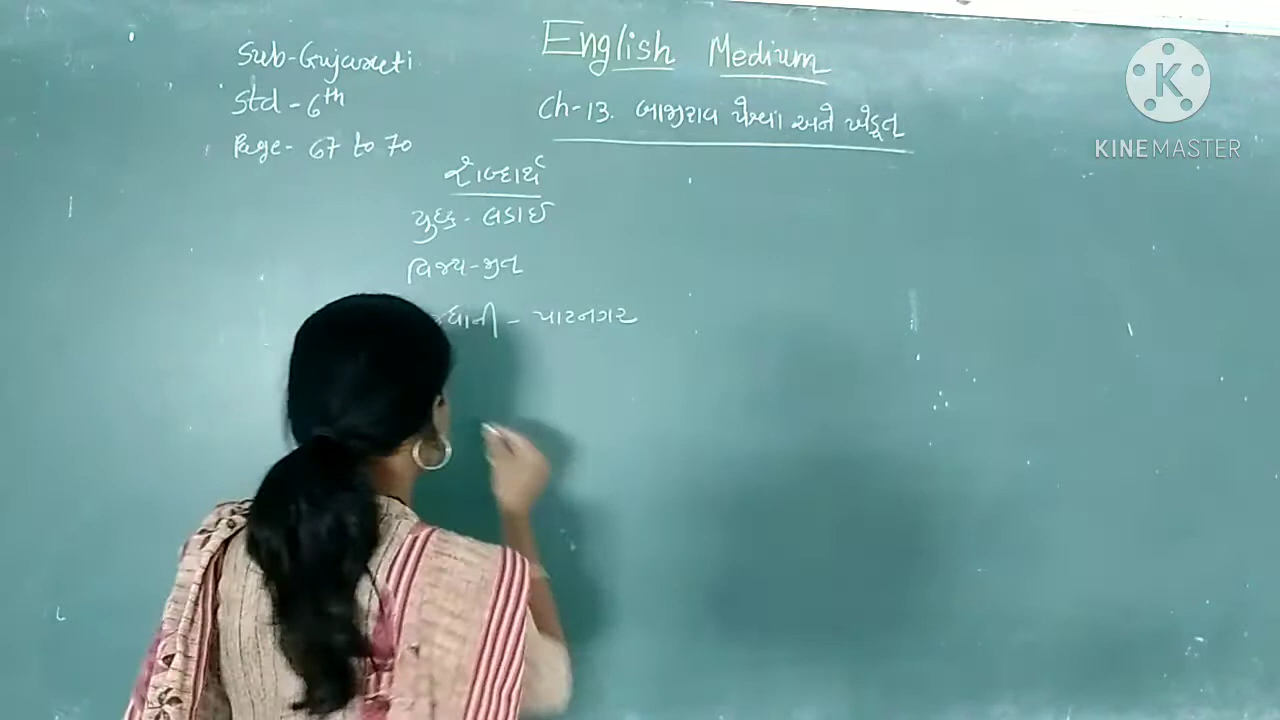 English Medium
Sub-Gujarati
Std - 6th
Page - 67 to 70
Ch-13. બાજીરાવ પેશ્વા અને ખેડૂત
શબ્દાર્થ
યુદ્ધ - લડાઈ
વિજય - જીત
પાટનગર
K
KINEMASTER